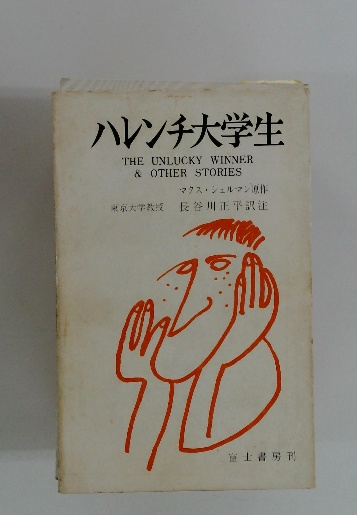 ハレンチ大学生
THE UNLUCKY WINNER
& OTHER STORIES
マクス・シェルマン原作
東京大学教授 長谷川正平訳註
富士書房刊